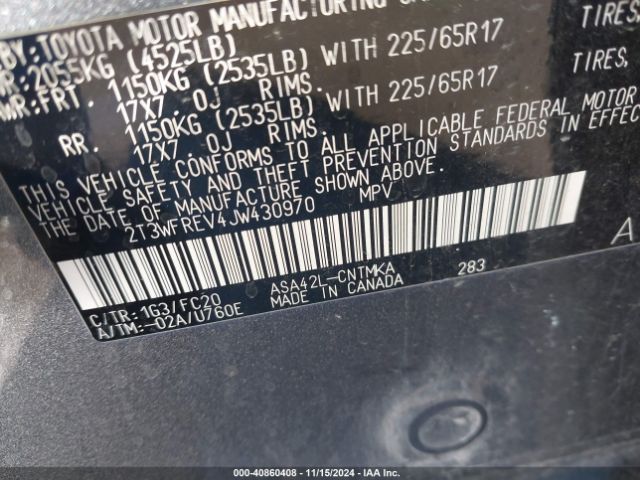 BY:TOYOTA MOTOR MANUFACTURING
2055KG (4525LB)
FRT. 1150KG (2535LB) WITH 225/65R17 TIRES
17X7.0J RIMS.
RR. 1150KG (2535LB) WITH 225/65R17 TIRES,
17X7.0J RIMS.
THIS VEHICLE CONFORMS TO ALL APPLICABLE FEDERAL MOTOR
VEHICLE SAFETY AND THEFT PREVENTION STANDARDS IN EFFECT
DATE OF MANUFACTURE SHOWN ABOVE.
2T3WFREV4JW430970 MPV
A
C/TR:1G3/FC20 ASA42L-CNTMKA 283
A/TM:-02A/U760E MADE IN CANADA
000-40860408 - 11/15/2024 - IAA Inc.